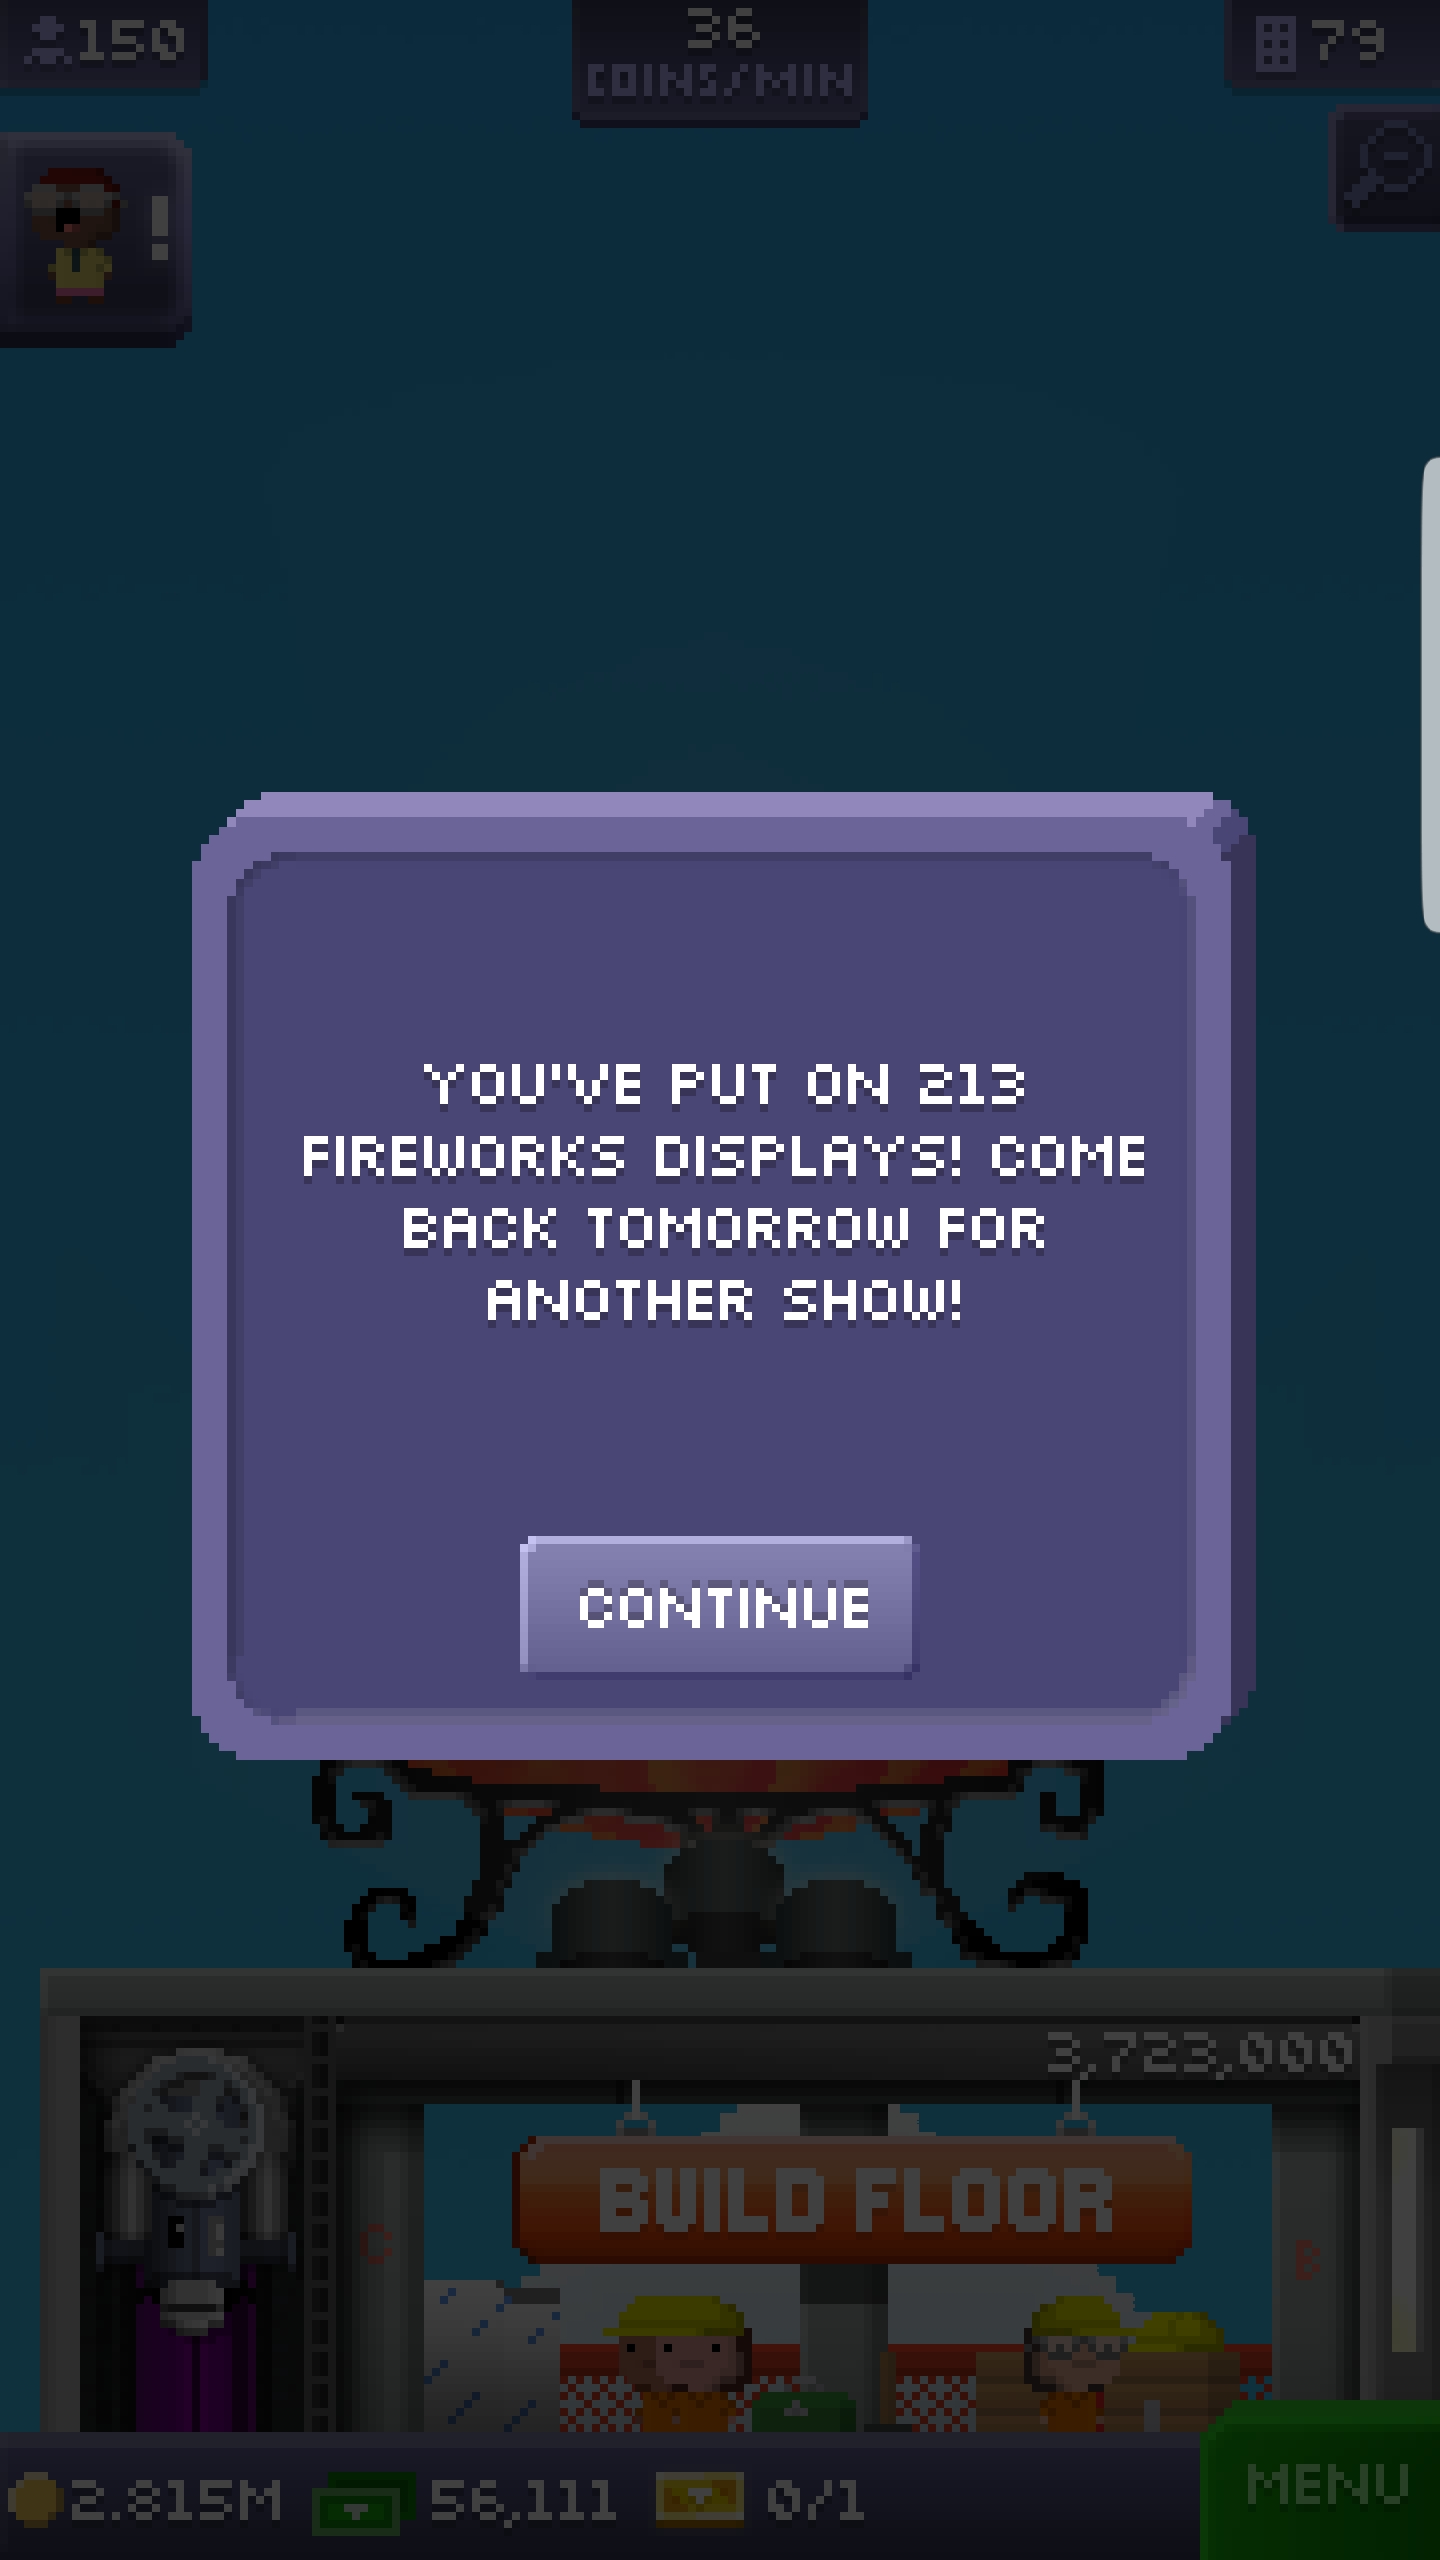 150
36
COINS/MIN
79
!
YOU'VE PUT ON 213
FIREWORKS DISPLAYS! COME
BACK TOMORROW FOR
ANOTHER SHOW!
CONTINUE
3,723,000
BUILD FLOOR
C
B
2.815M
56,111
0/1
MENU